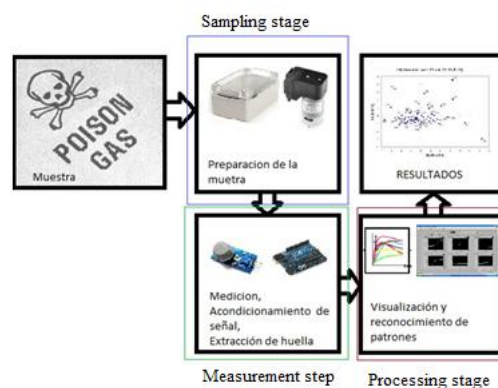 Sampling stage
POISON
GAS
Muestra
Preparacion de la
muetra
RESULTADOS
Medicion,
Acondicionamiento de
señal,
Extracción de huella
Visualización y
reconocimiento de
patrones
Measurement step
Processing stage